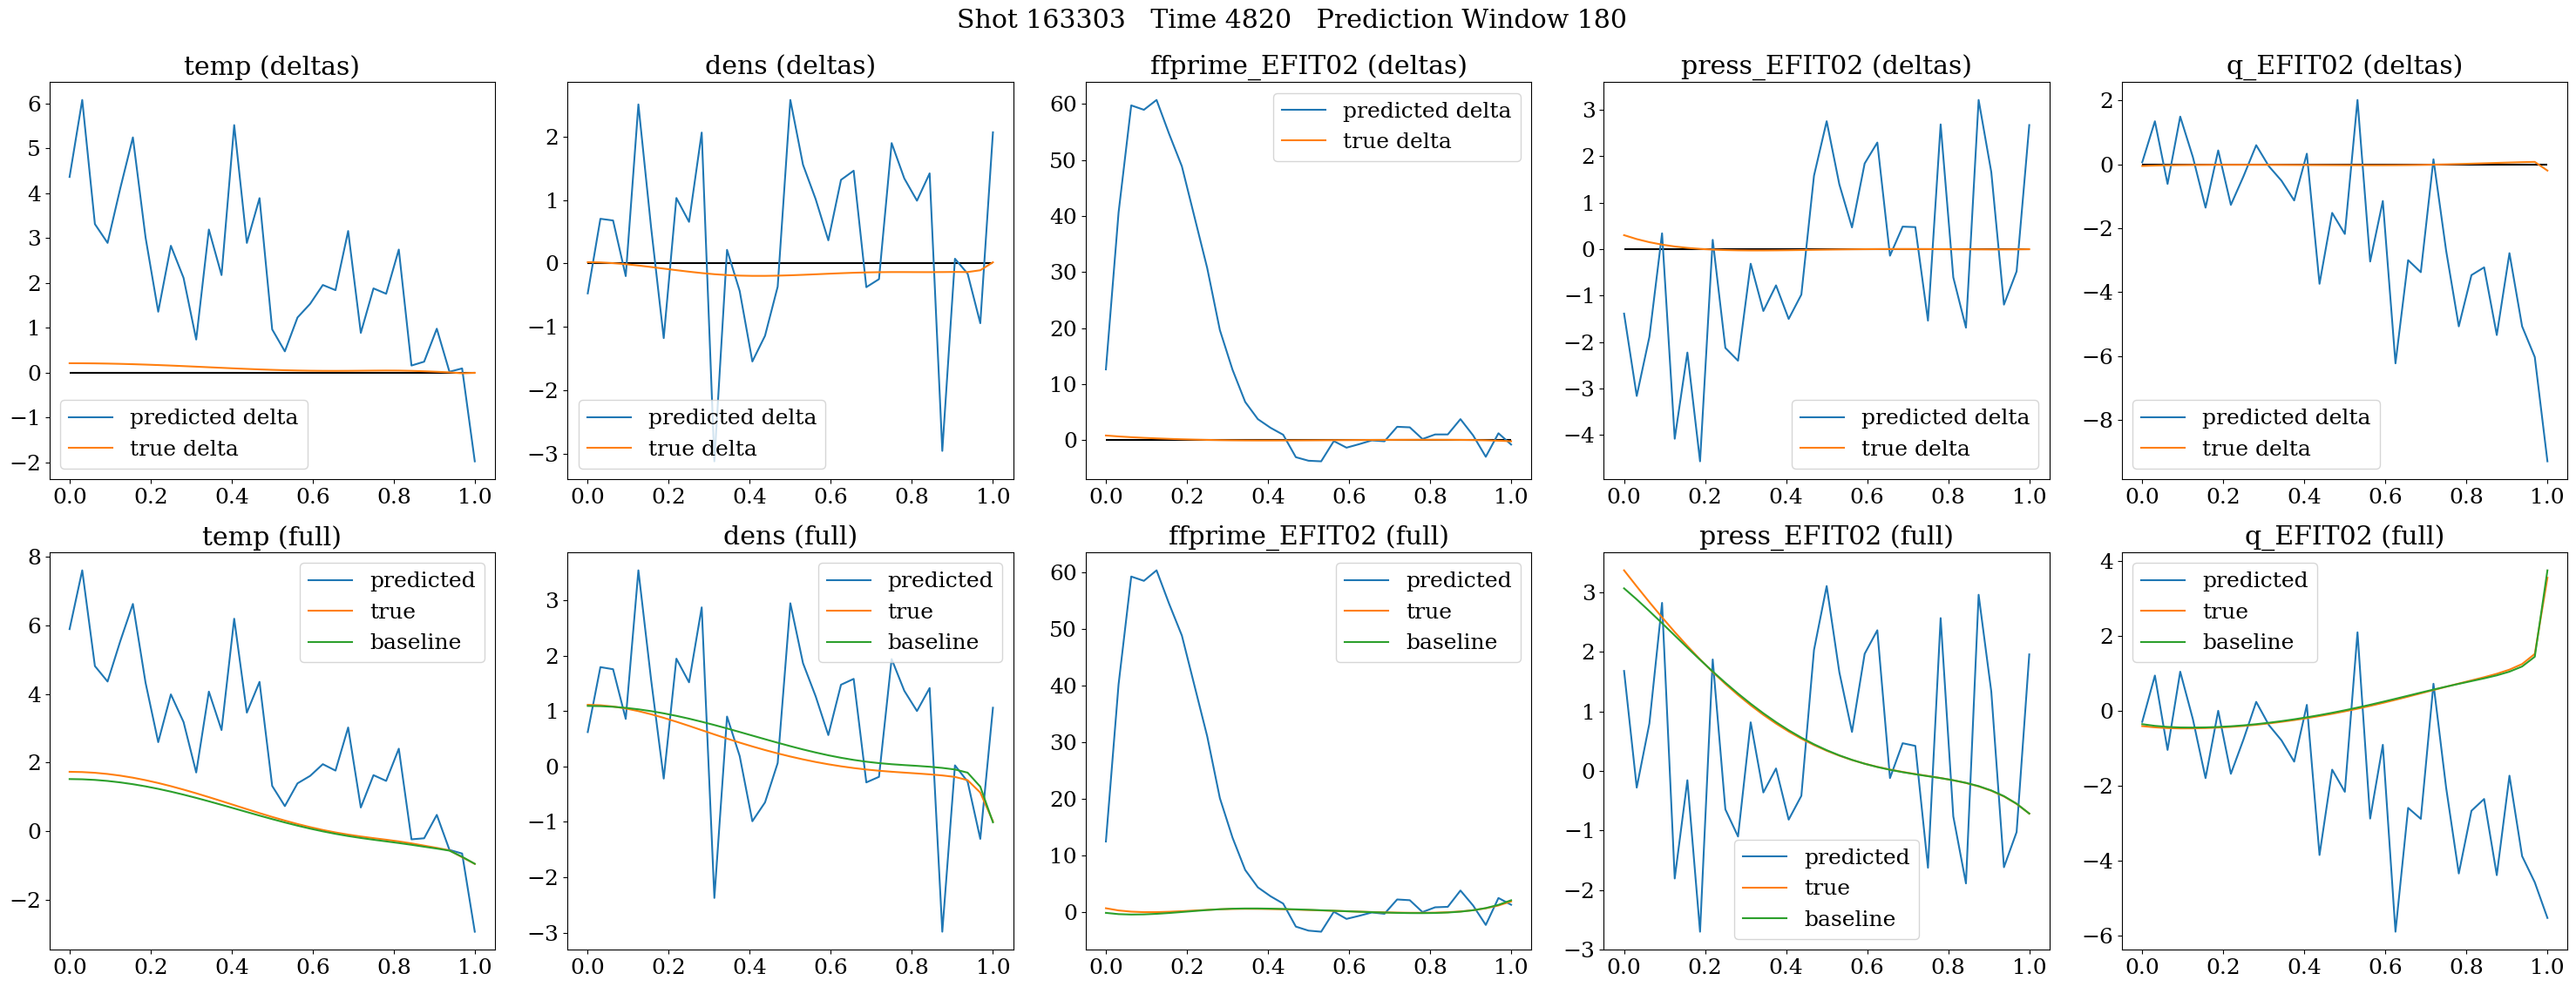 Shot 163303   Time 4820   Prediction Window 180
temp (deltas)
6
5
4
3
2
1
0
−1
−2
predicted delta
true delta
0.0 0.2 0.4 0.6 0.8 1.0
dens (deltas)
2
1
0
−1
−2
−3
predicted delta
true delta
0.0 0.2 0.4 0.6 0.8 1.0
ffprime_EFIT02 (deltas)
60
50
40
30
20
10
0
predicted delta
true delta
0.0 0.2 0.4 0.6 0.8 1.0
press_EFIT02 (deltas)
3
2
1
0
−1
−2
−3
−4
predicted delta
true delta
0.0 0.2 0.4 0.6 0.8 1.0
q_EFIT02 (deltas)
2
0
−2
−4
−6
−8
predicted delta
true delta
0.0 0.2 0.4 0.6 0.8 1.0
temp (full)
8
6
4
2
0
−2
predicted
true
baseline
0.0 0.2 0.4 0.6 0.8 1.0
dens (full)
3
2
1
0
−1
−2
−3
predicted
true
baseline
0.0 0.2 0.4 0.6 0.8 1.0
ffprime_EFIT02 (full)
60
50
40
30
20
10
0
predicted
true
baseline
0.0 0.2 0.4 0.6 0.8 1.0
press_EFIT02 (full)
3
2
1
0
−1
−2
−3
predicted
true
baseline
0.0 0.2 0.4 0.6 0.8 1.0
q_EFIT02 (full)
4
2
0
−2
−4
−6
predicted
true
baseline
0.0 0.2 0.4 0.6 0.8 1.0